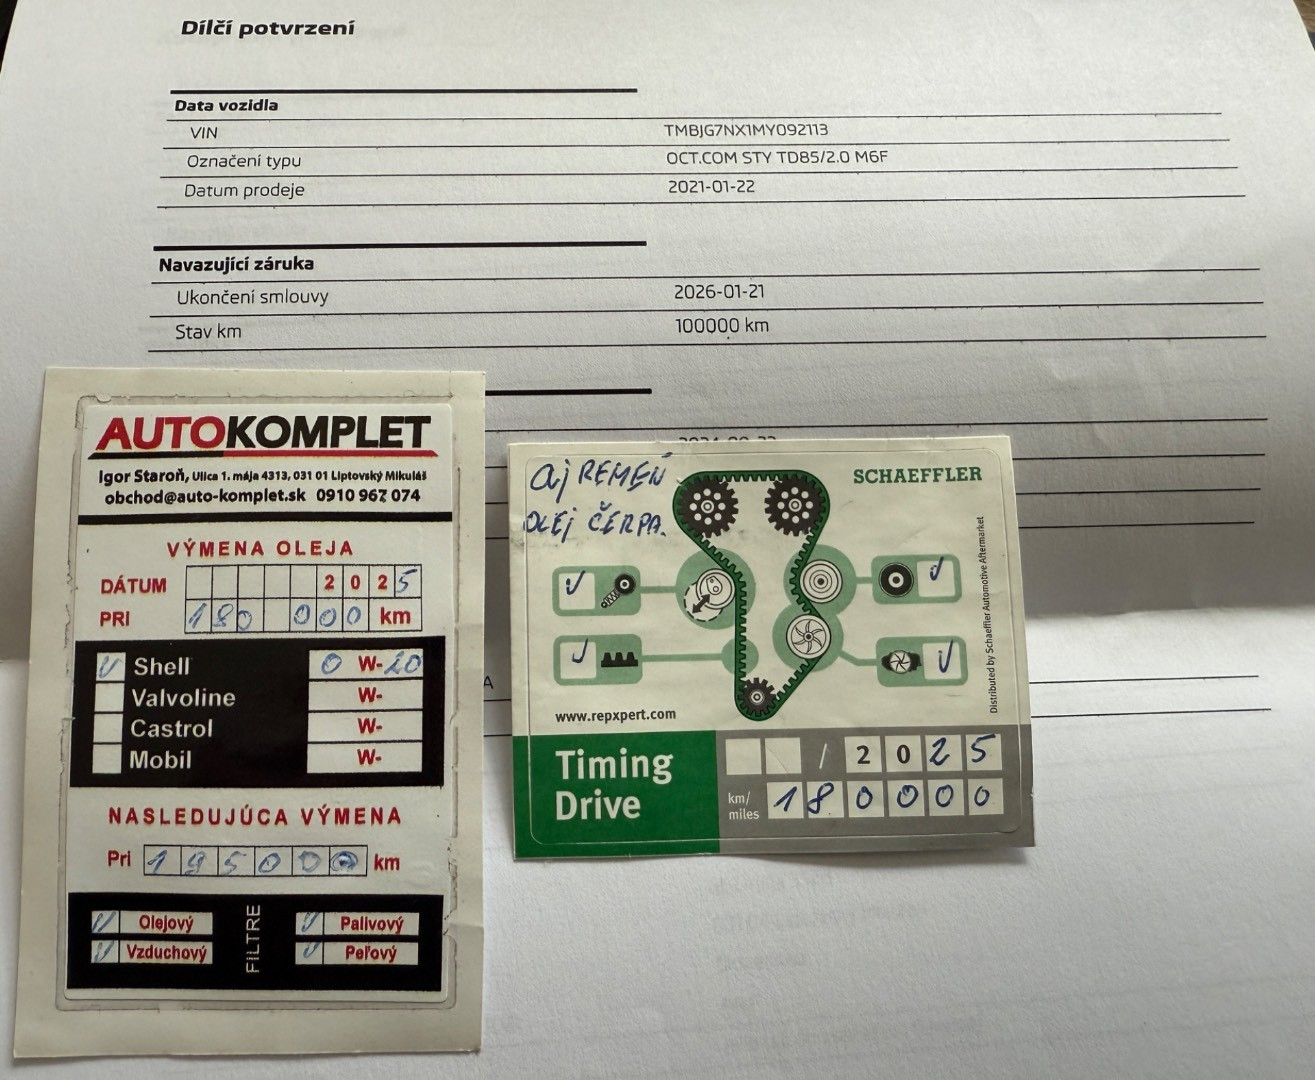 Dílčí potvrzení
Data vozidla
VIN TMBJG7NX1MY092113
Označení typu OCT.COM STY TD85/2.0 M6F
Datum prodeje 2021-01-22
Navazující záruka
Ukončení smlouvy 2026-01-21
Stav km 100000 km
A
AUTOKOMPLET
Igor Staroň, Ulica 1. mája 4313, 031 01 Liptovský Mikuláš
obchod@auto-komplet.sk 0910 967 074
VÝMENA OLEJA
DÁTUM 2025
PRI 180 000 km
Shell 0 W-20
Valvoline W-
Castrol W-
Mobil W-
NASLEDUJÚCA VÝMENA
Pri 195000 km
FILTRE
Olejový Palivový
Vzduchový Peľový
aj REMEŇ
OLEJ ČERPA.
SCHAEFFLER
Distributed by Schaeffler Automotive Aftermarket
www.repxpert.com
Timing
Drive
/ 2025
km/
miles
180000